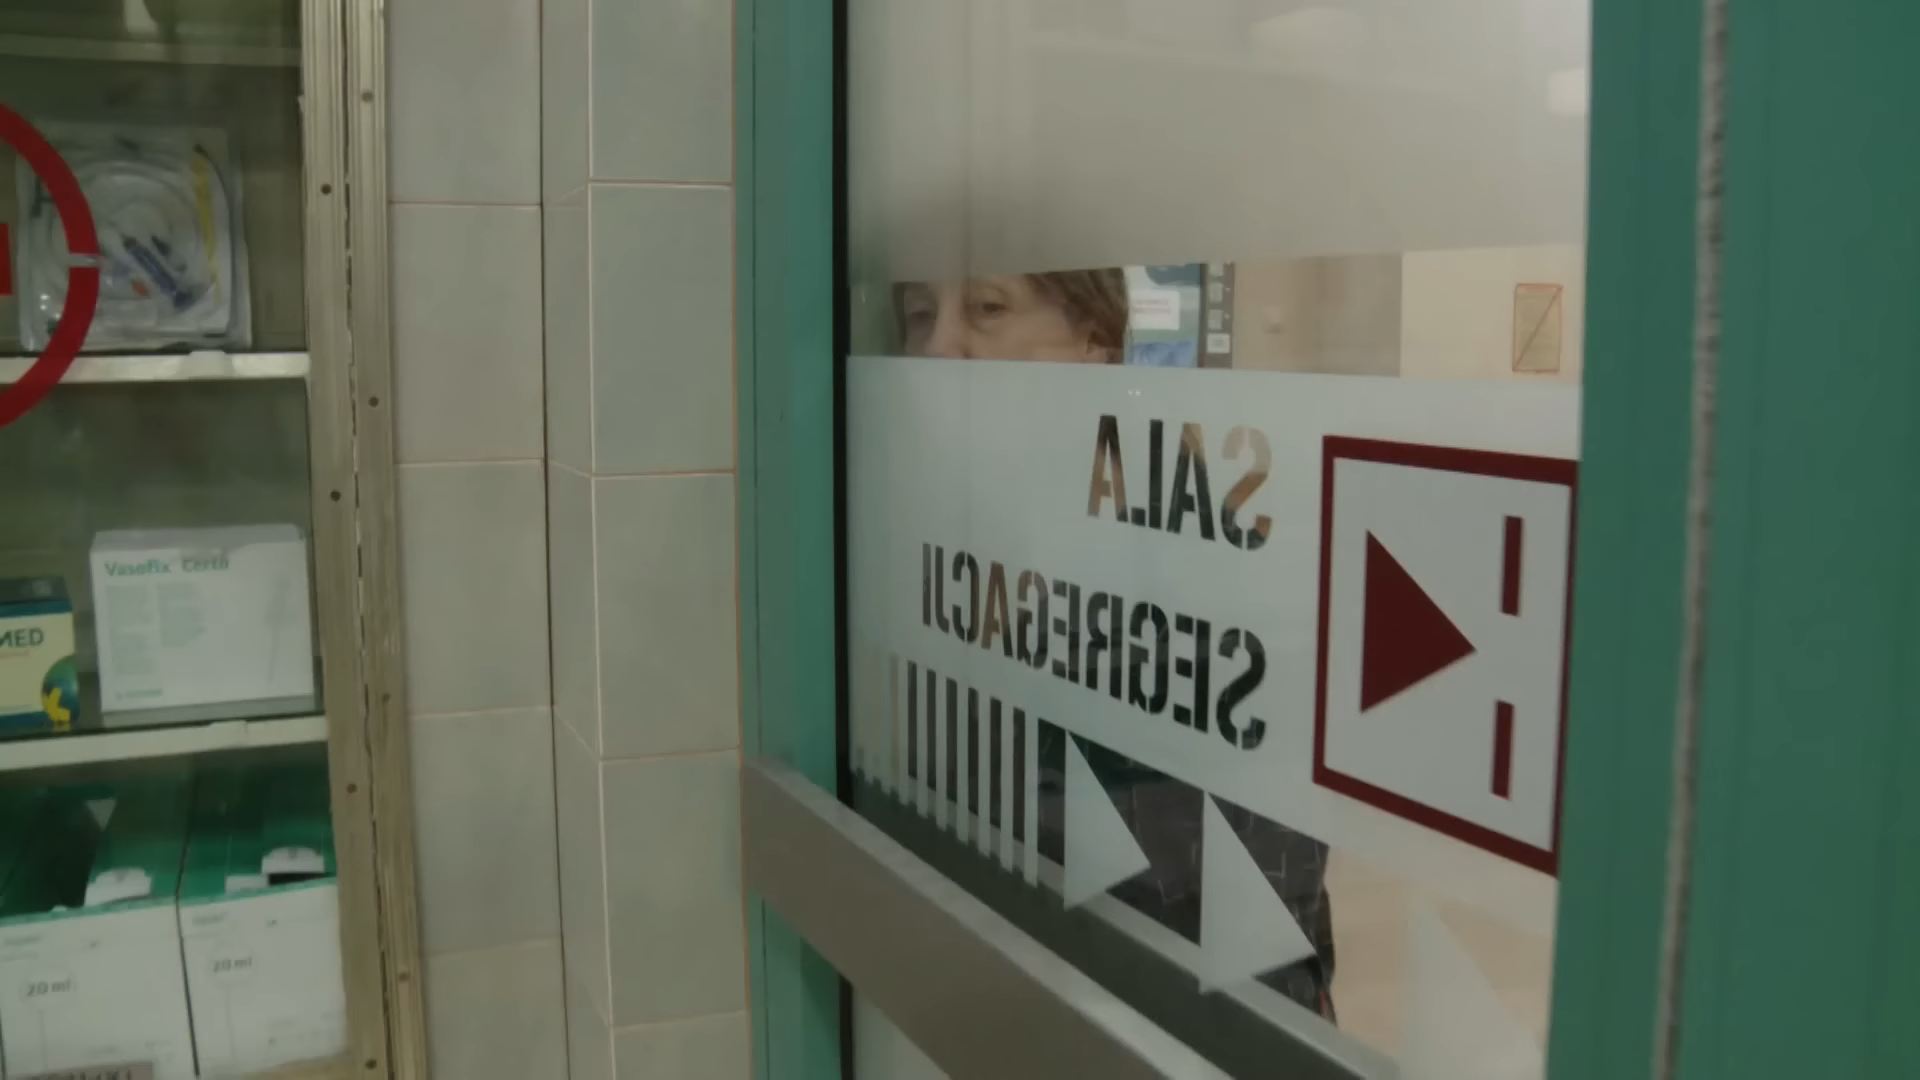 Vasofix Certo
MED
20 ml
20 ml
SALA
SEGREGACJI